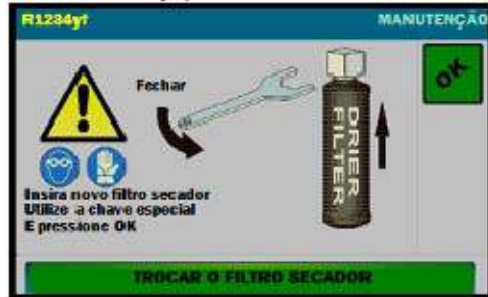 R1234yf
MANUTENÇÃO
OK
Fechar
DRIER
FILTER
Insira novo filtro secador
Utilize a chave especial
E pressione OK
TROCAR O FILTRO SECADOR